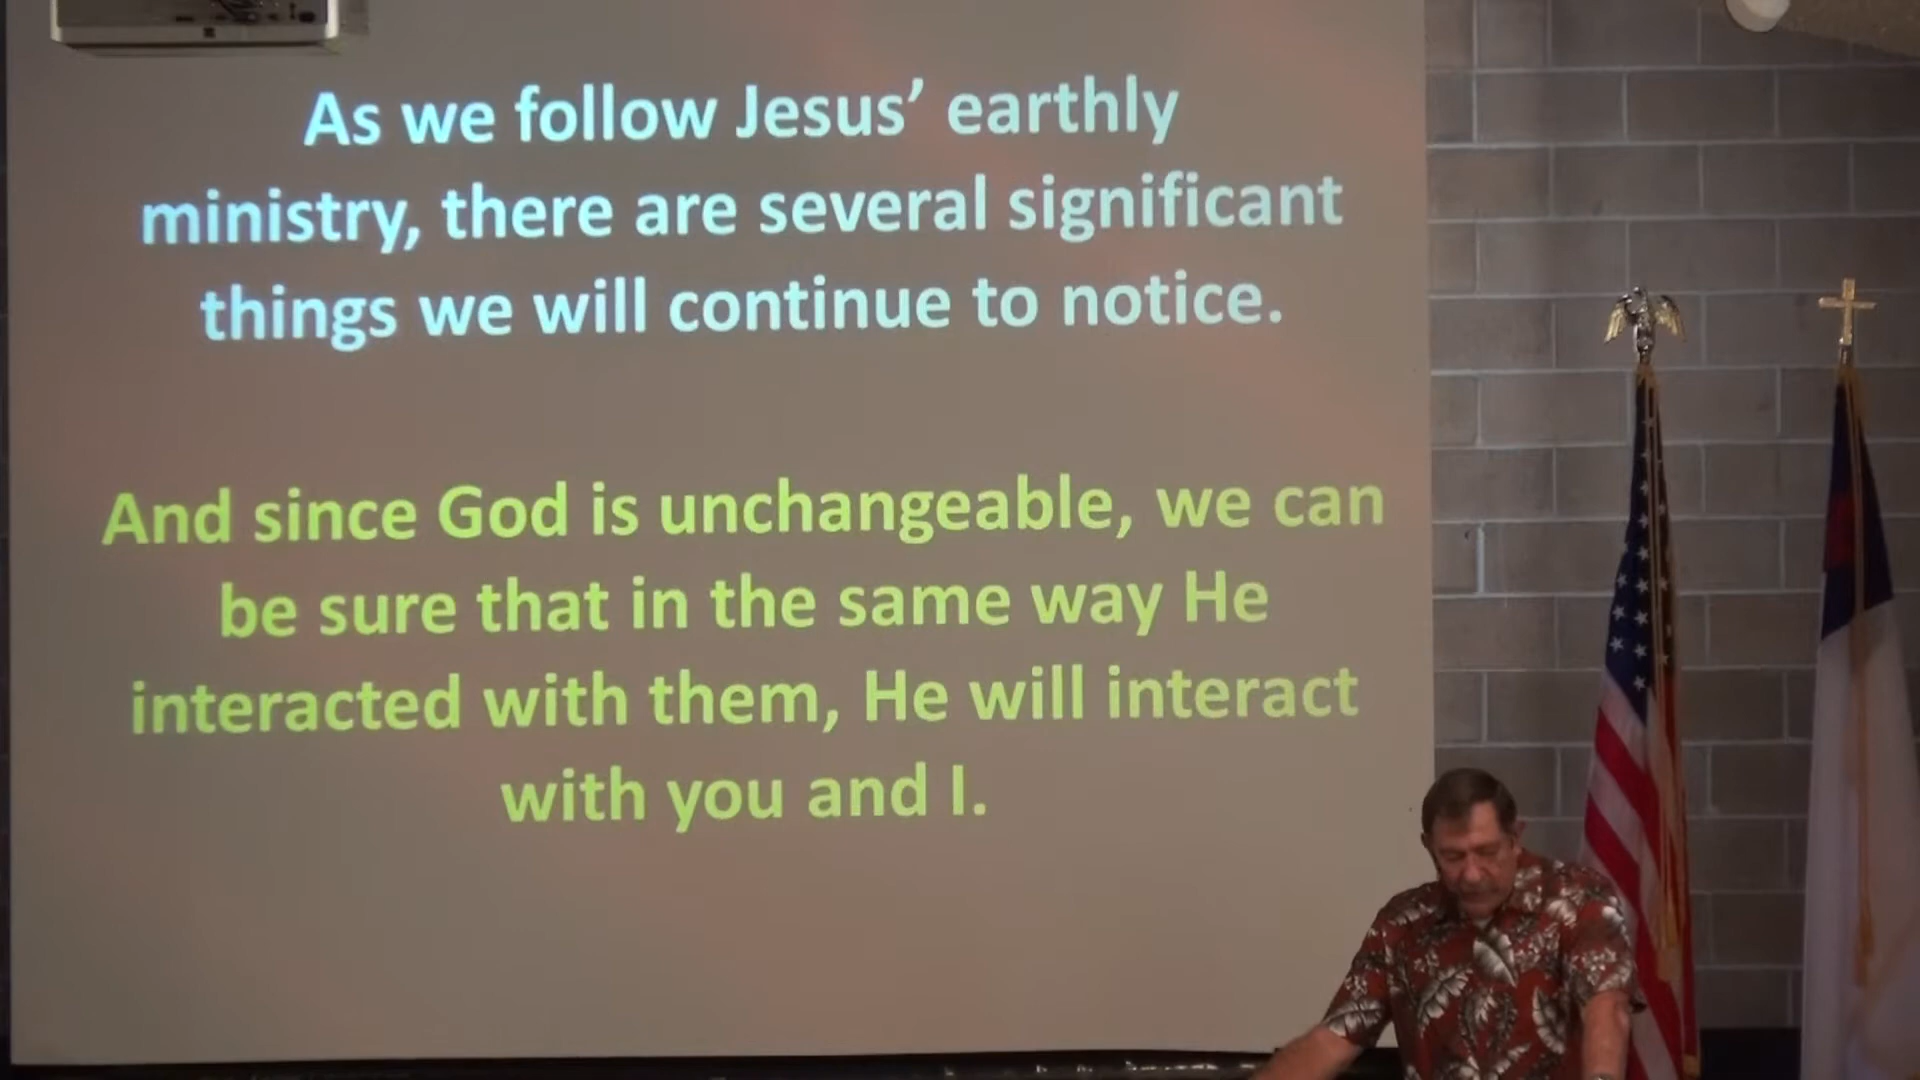 As we follow Jesus’ earthly
ministry, there are several significant
things we will continue to notice.
And since God is unchangeable, we can
be sure that in the same way He
interacted with them, He will interact
with you and I.